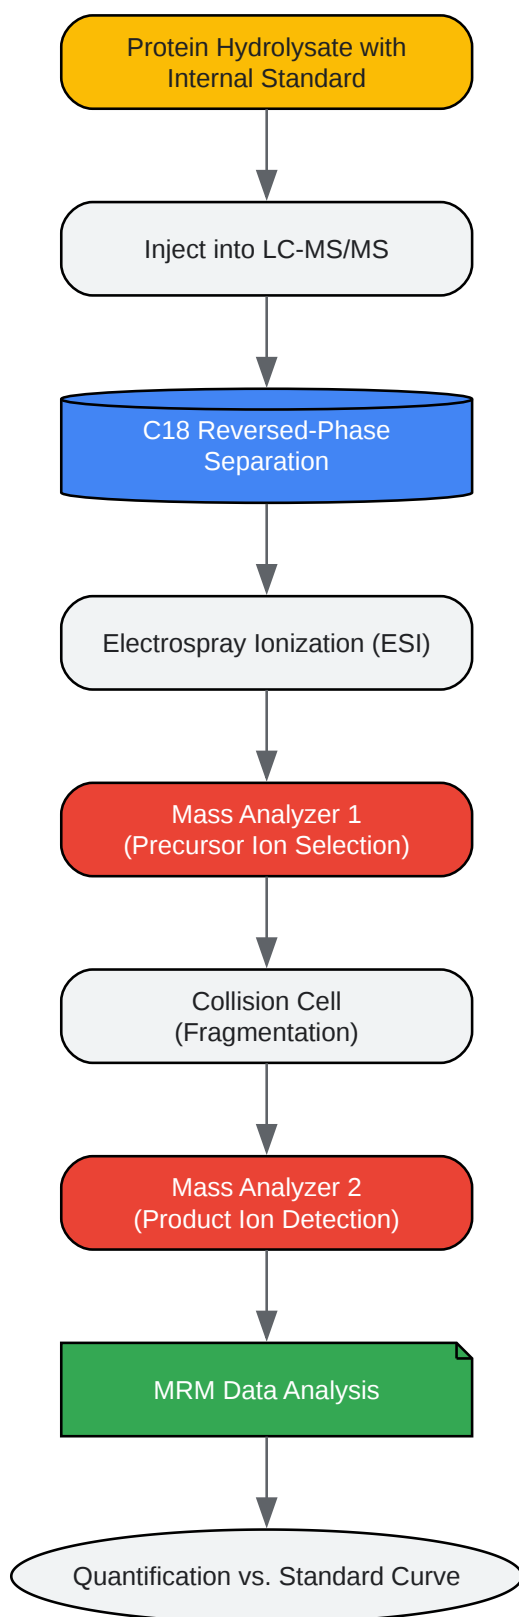 Protein Hydrolysate with
Internal Standard
Inject into LC-MS/MS
C18 Reversed-Phase
Separation
Electrospray Ionization (ESI)
Mass Analyzer 1
(Precursor Ion Selection)
Collision Cell
(Fragmentation)
Mass Analyzer 2
(Product Ion Detection)
MRM Data Analysis
Quantification vs. Standard Curve